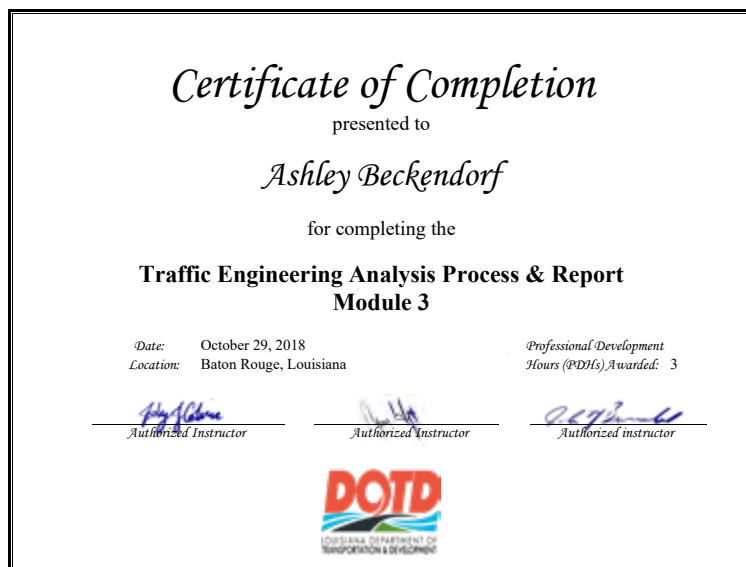 Certificate of Completion
presented to
Ashley Beckendorf
for completing the
Traffic Engineering Analysis Process & Report
Module 3
Date: October 29, 2018
Location: Baton Rouge, Louisiana
Professional Development
Hours (PDHs) Awarded: 3
Authorized Instructor
Authorized Instructor
Authorized instructor
DOTD
LOUISIANA DEPARTMENT OF
TRANSPORTATION & DEVELOPMENT